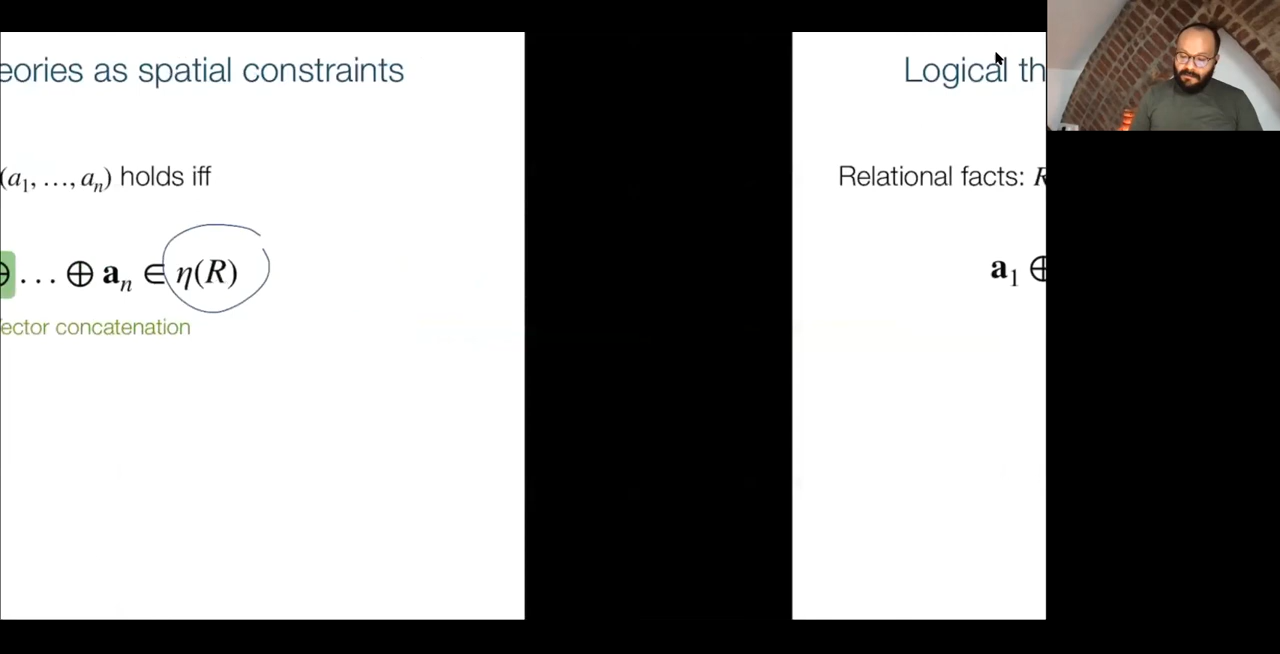 eories as spatial constraints
(a₁, …, aₙ) holds iff
⊕ … ⊕ aₙ ∈ η(R)
ector concatenation
Logical th
Relational facts: R
a₁ ⊕